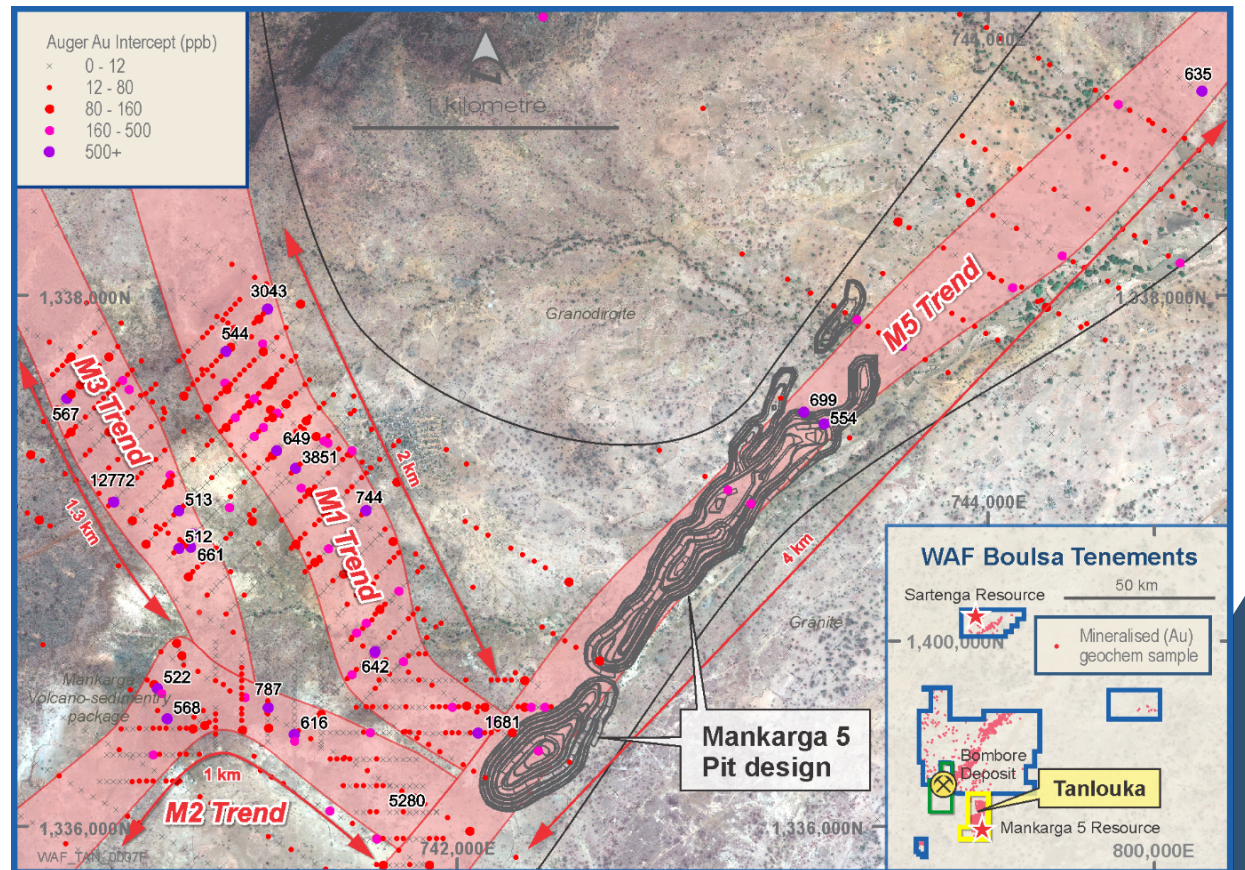 Auger Au Intercept (ppb)
0 - 12
12 - 80
80 - 160
160 - 500
500+
1 kilometre
744,000E
635
1,338,000N
1,338,000N
3043
544
Granodiroite
M5 Trend
M3 Trend
567
699
554
649
3851
2 km
12772
513
744
M1 Trend
1.3 km
512
661
744,000E
4 km
Granite
642
Mankarga
Volcano-sedimentry
package
522
568
787
616
1681
Mankarga 5
Pit design
1 km
M2 Trend
5280
1,336,000N
1,336,000N
742,000E
WAF_TAN_0007F
WAF Boulsa Tenements
50 km
Sartenga Resource
Mineralised (Au)
geochem sample
1,400,000N
Bombore
Deposit
Tanlouka
Mankarga 5 Resource
800,000E